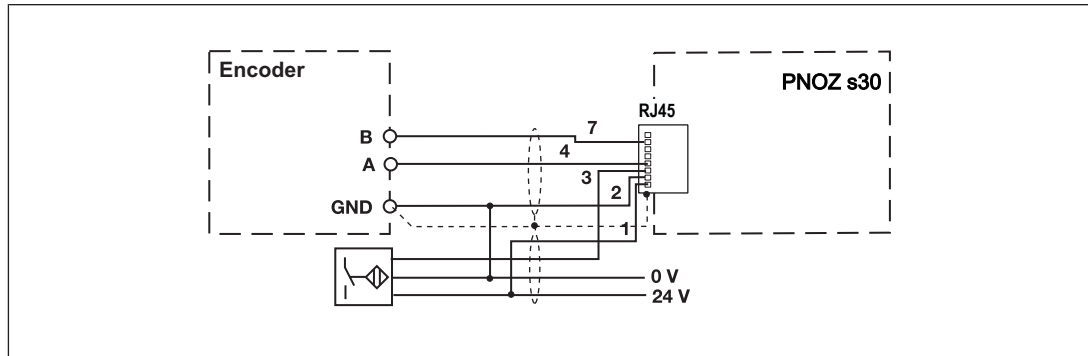 Encoder
PNOZ s30
RJ45
B
7
A
4
3
GND
2
1
0 V
24 V